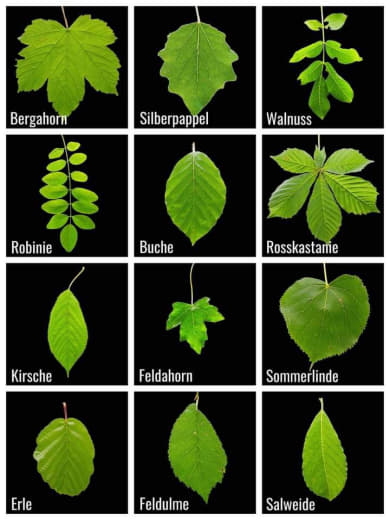 Bergahorn
Silberpappel
Walnuss
Robinie
Buche
Rosskastanie
Kirsche
Feldahorn
Sommerlinde
Erle
Feldulme
Salweide